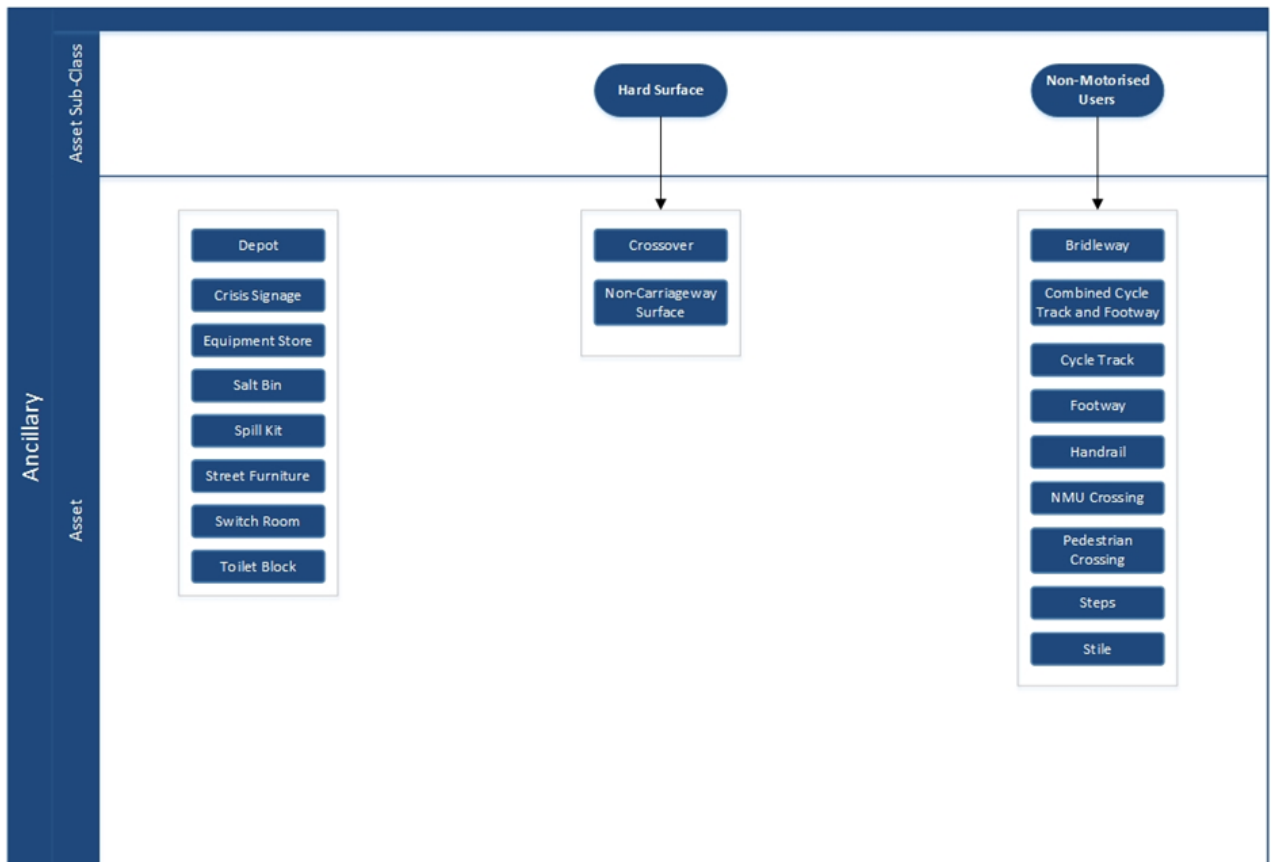 Ancillary
Asset Sub-Class
Hard Surface
Non-Motorised
Users
Asset
Depot
Crisis Signage
Equipment Store
Salt Bin
Spill Kit
Street Furniture
Switch Room
Toilet Block
Crossover
Non-Carriageway
Surface
Bridleway
Combined Cycle
Track and Footway
Cycle Track
Footway
Handrail
NMU Crossing
Pedestrian
Crossing
Steps
Stile